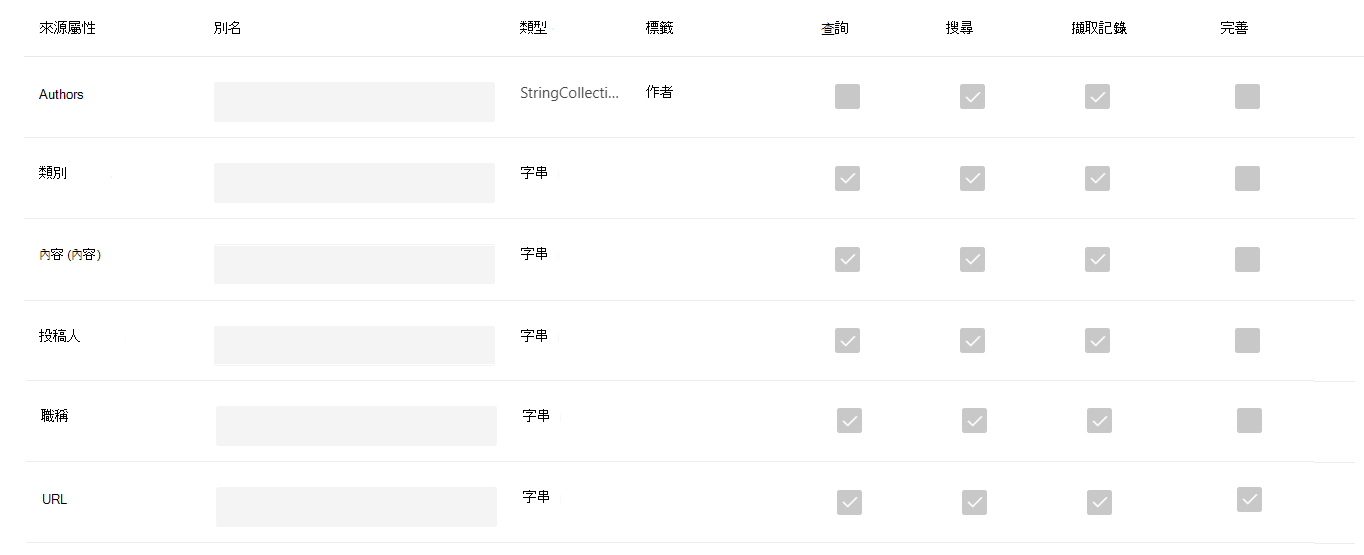 來源屬性 別名 類型 標籤 查詢 搜尋 擷取記錄 完善
Authors StringCollecti... 作者
類別 字串
內容 (內容) 字串
投稿人 字串
職稱 字串
URL 字串